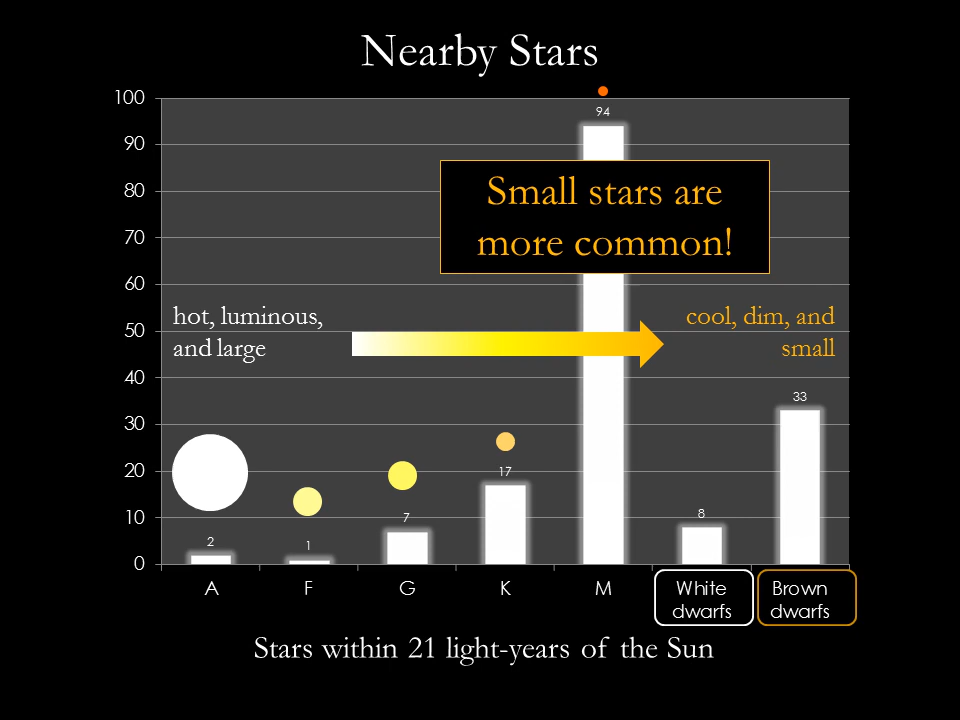 Nearby Stars
100
90
80
70
60
50
40
30
20
10
0
94
Small stars are
more common!
hot, luminous,
and large
cool, dim, and
small
33
17
8
7
2
1
A
F
G
K
M
White
dwarfs
Brown
dwarfs
Stars within 21 light-years of the Sun